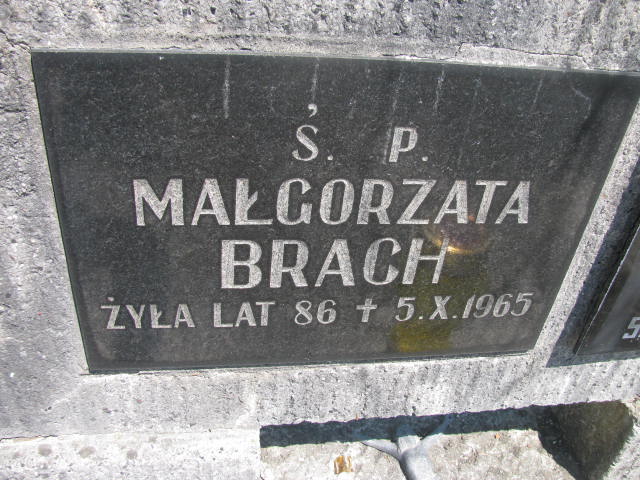 Ś. P.
MAŁGORZATA
BRACH
ŻYŁA LAT 86 ✝ 5.X.1965